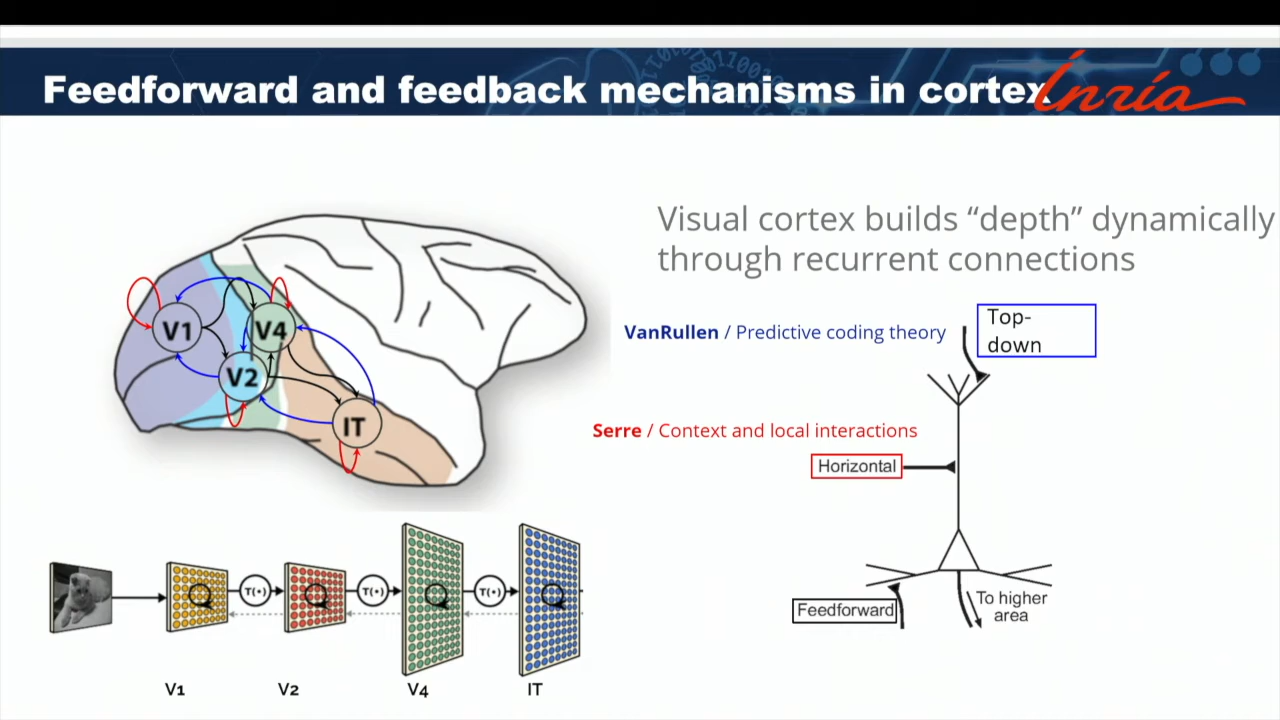 Feedforward and feedback mechanisms in cortex
Inria
Visual cortex builds “depth” dynamically
through recurrent connections
VanRullen / Predictive coding theory
Top-
down
Serre / Context and local interactions
Horizontal
Feedforward
To higher
area
V1
V4
V2
IT
T(•)
T(•)
T(•)
V1
V2
V4
IT